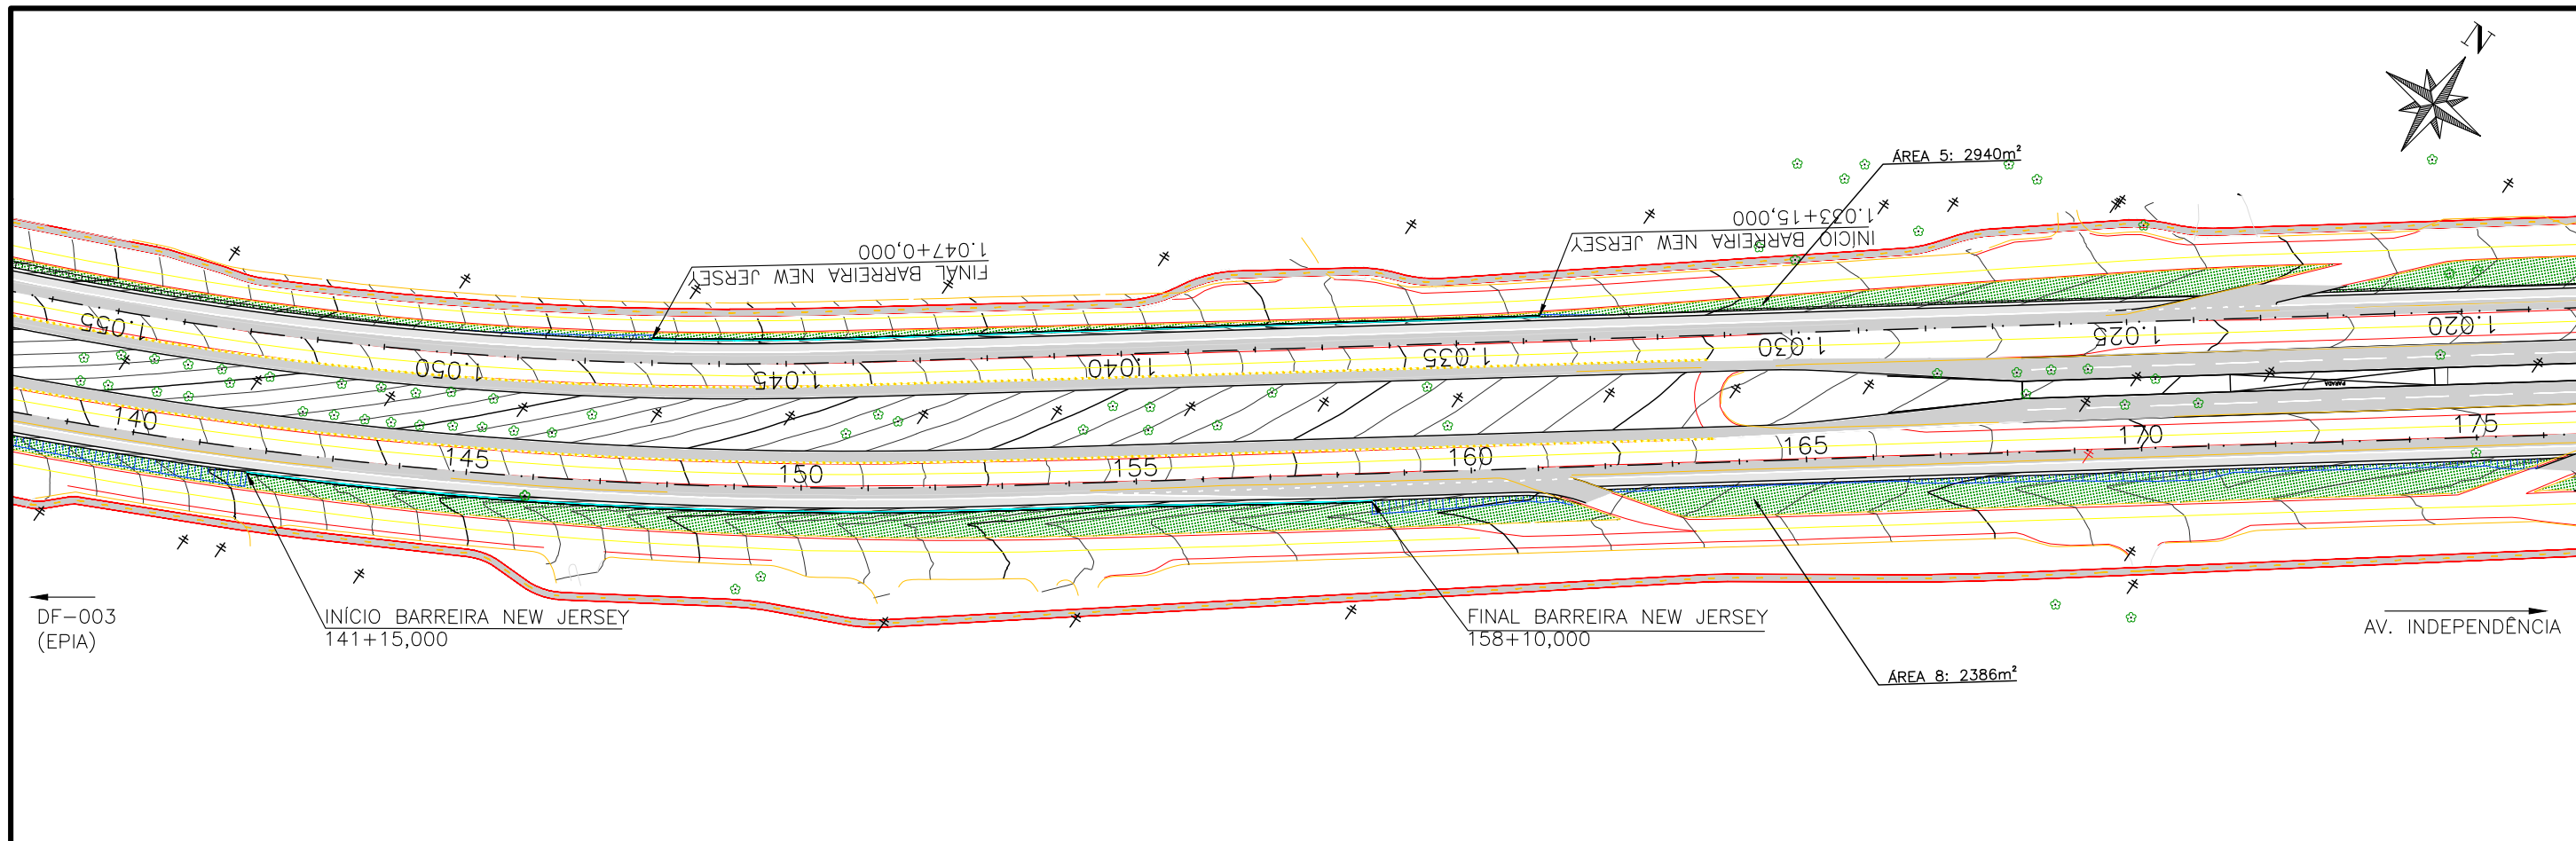 N
ÁREA 5: 2940m²
1.033+15,000
INÍCIO BARREIRA NEW JERSEY
1.047+0,000
FINAL BARREIRA NEW JERSEY
1.055
1.050
1.045
1.040
1.035
1.030
1.025
1.020
140
145
150
155
160
165
170
175
DF-003
(EPIA)
INÍCIO BARREIRA NEW JERSEY
141+15,000
FINAL BARREIRA NEW JERSEY
158+10,000
ÁREA 8: 2386m²
AV. INDEPENDÊNCIA